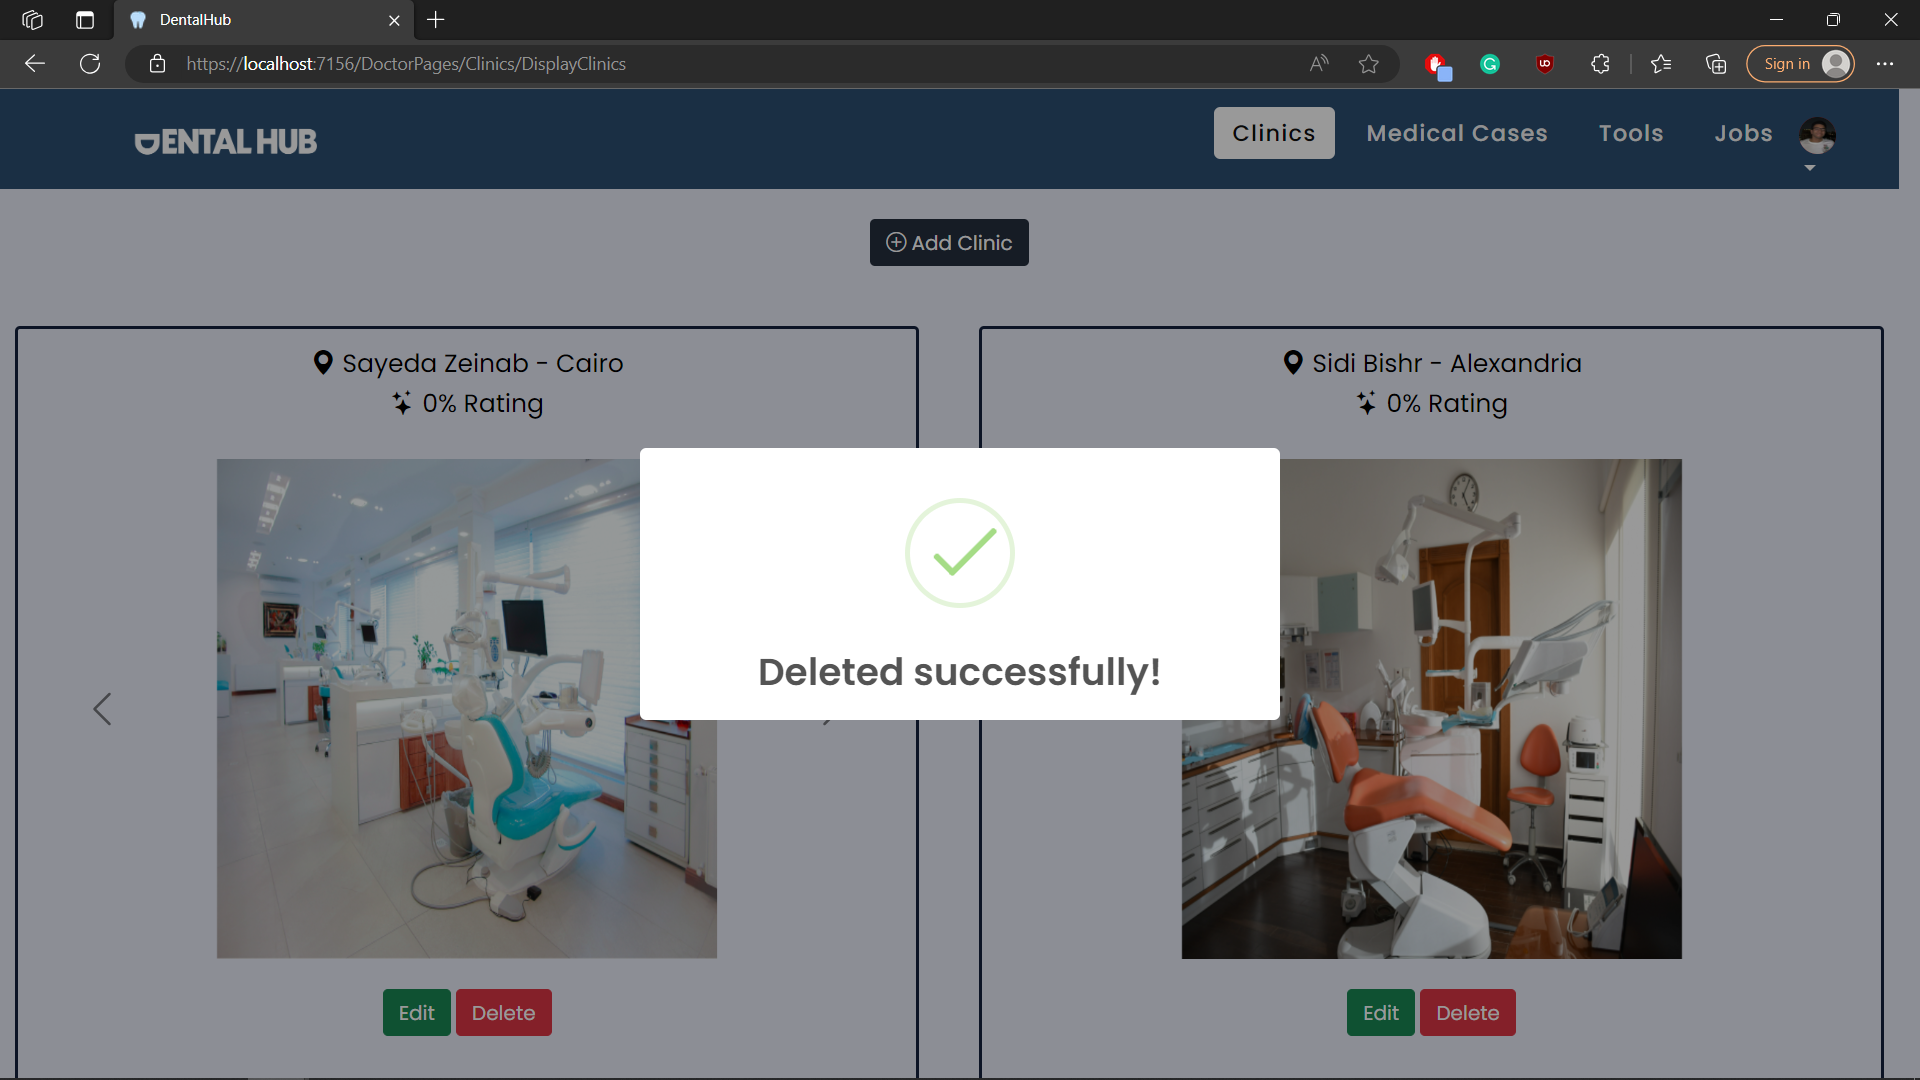 DentalHub
https://localhost:7156/DoctorPages/Clinics/DisplayClinics
Sign in
DENTAL HUB
Clinics
Medical Cases
Tools
Jobs
Add Clinic
Sayeda Zeinab - Cairo
0% Rating
Sidi Bishr - Alexandria
0% Rating
Deleted successfully!
Edit
Delete
Edit
Delete